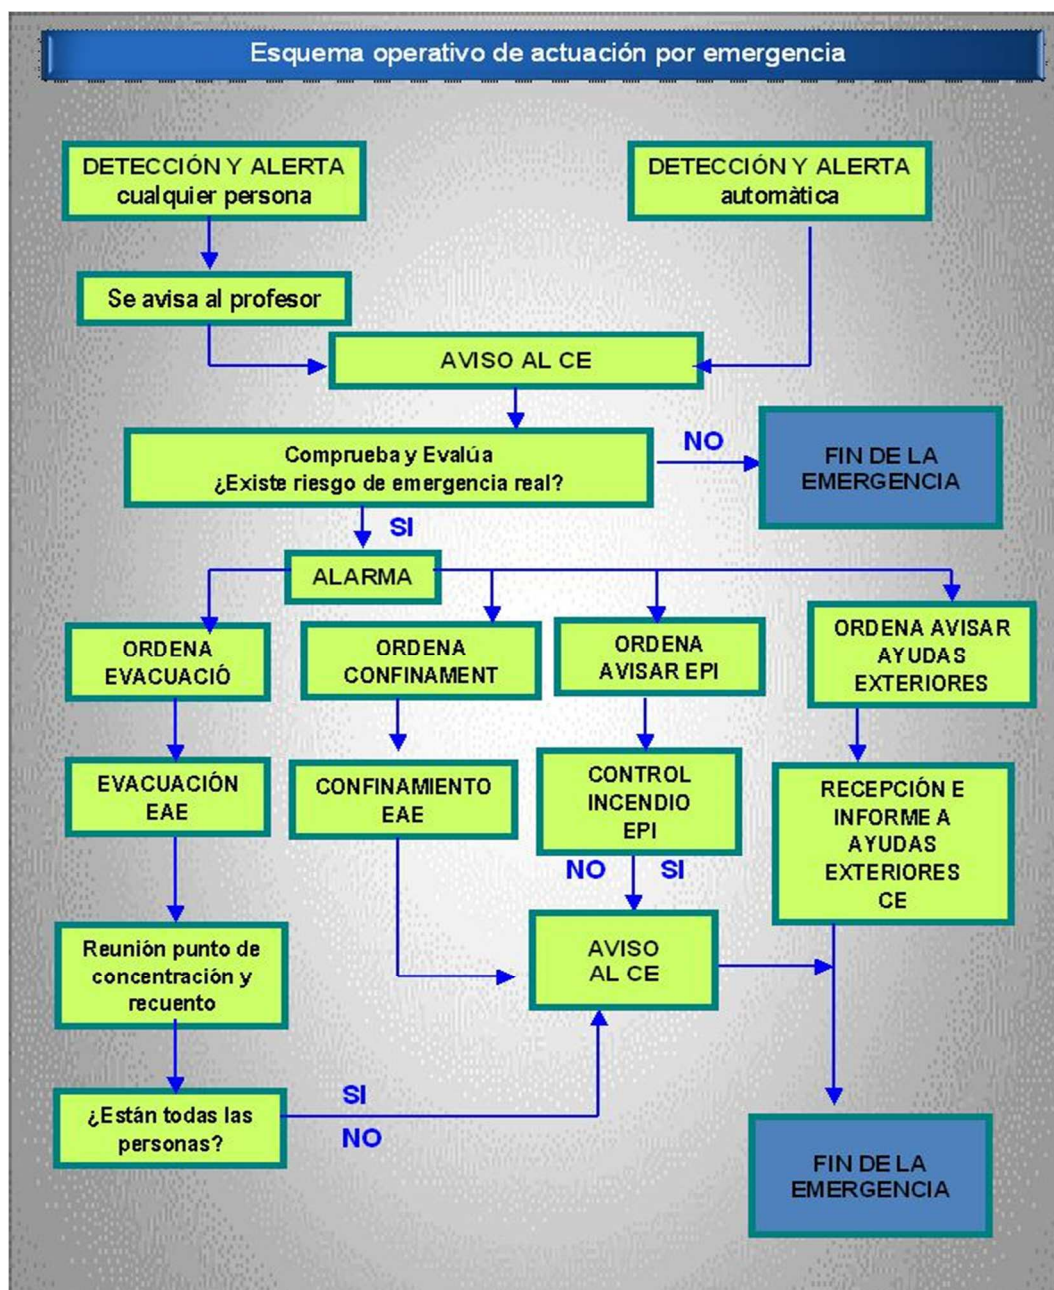 Esquema operativo de actuación por emergencia
DETECCIÓN Y ALERTA
cualquier persona
DETECCIÓN Y ALERTA
automàtica
Se avisa al profesor
AVISO AL CE
Comprueba y Evalúa
¿Existe riesgo de emergencia real?
NO
FIN DE LA
EMERGENCIA
SI
ALARMA
ORDENA
EVACUACIÓ
ORDENA
CONFINAMENT
ORDENA
AVISAR EPI
ORDENA AVISAR
AYUDAS
EXTERIORES
EVACUACIÓN
EAE
CONFINAMIENTO
EAE
CONTROL
INCENDIO
EPI
RECEPCIÓN E
INFORME A
AYUDAS
EXTERIORES
CE
NO SI
Reunión punto de
concentración y
recuento
AVISO
AL CE
¿Están todas las
personas?
SI
NO
FIN DE LA
EMERGENCIA